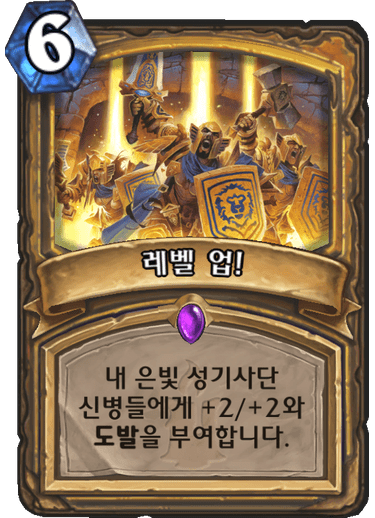 6
레벨 업!
내 은빛 성기사단
신병들에게 +2/+2와
도발을 부여합니다.